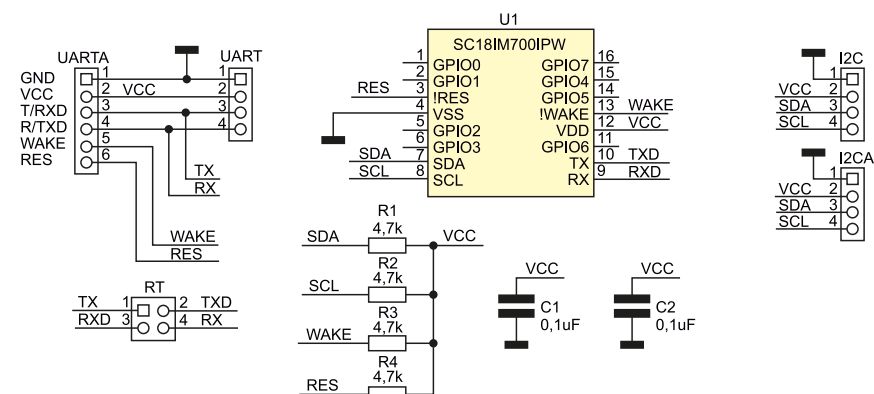 U1
SC18IM700IPW
1 GPIO0 GPIO7 16
2 GPIO1 GPIO4 15
RES 3 !RES GPIO5 14
4 VSS !WAKE 13 WAKE
5 GPIO2 VDD 12 VCC
6 GPIO3 GPIO6 11
SDA 7 SDA TX 10 TXD
SCL 8 SCL RX 9 RXD
UARTA UART
GND 1 1
VCC 2 VCC 2
T/RXD 3 3
R/TXD 4 4
WAKE 5
RES 6
TX
RX
WAKE
RES
RT
TX 1 2 TXD
RXD 3 4 RX
R1
4,7k
SDA VCC
R2
4,7k
SCL
R3
4,7k
WAKE
R4
4,7k
RES
VCC
C1
0,1uF
VCC
C2
0,1uF
I2C
1
VCC 2
SDA 3
SCL 4
I2CA
1
VCC 2
SDA 3
SCL 4